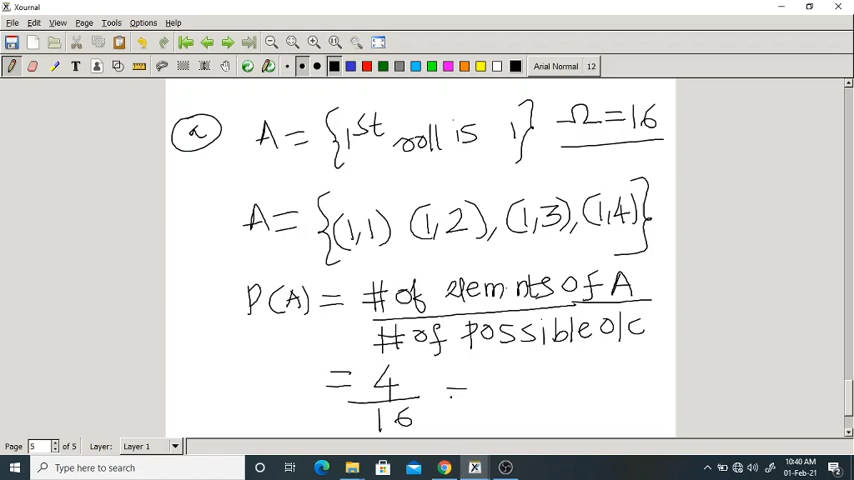 Xournal
File Edit View Page Tools Options Help
Arial Normal 12
(a) A = {1st roll is 1} Ω = 16
A = {(1,1) (1,2), (1,3), (1,4)}
P(A) = # of elements of A
# of possible o/c
= 4 =
16
Page 5 of 5 Layer: Layer 1
Type here to search
10:40 AM
01-Feb-21
2